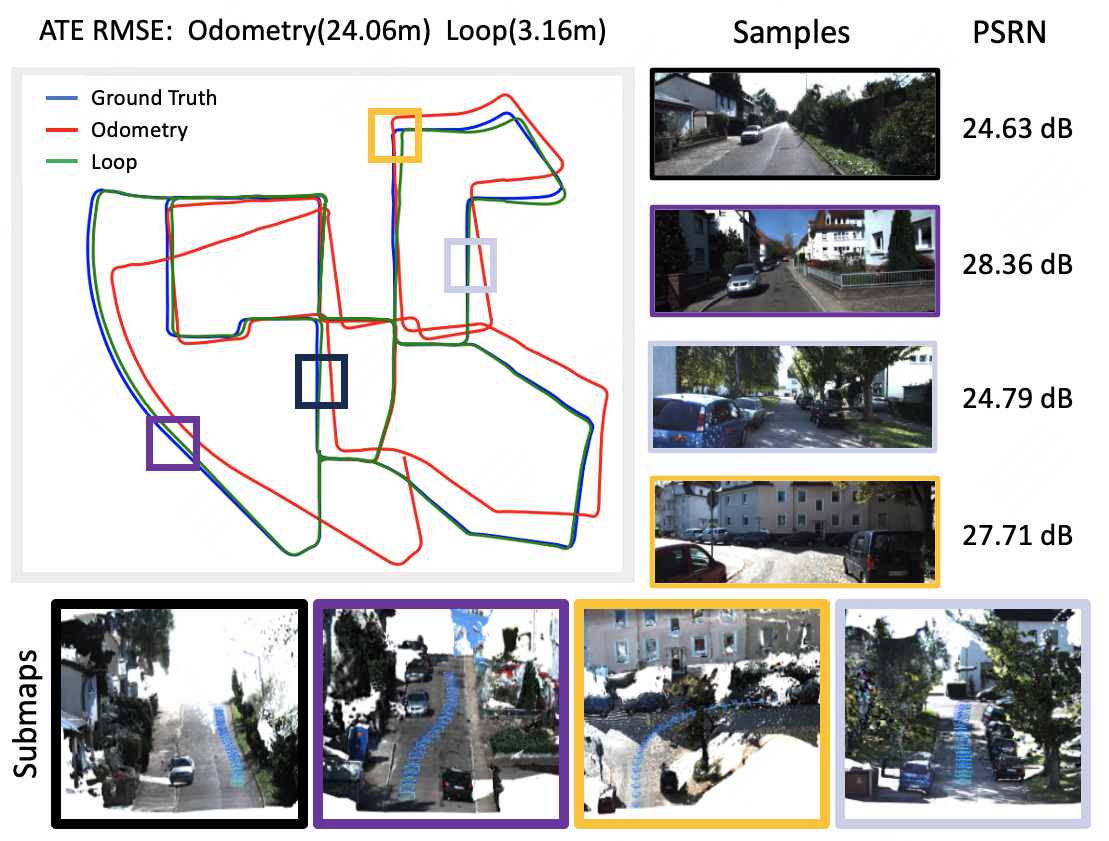 ATE RMSE: Odometry(24.06m) Loop(3.16m)
Samples
PSRN
Ground Truth
Odometry
Loop
24.63 dB
28.36 dB
24.79 dB
27.71 dB
Submaps